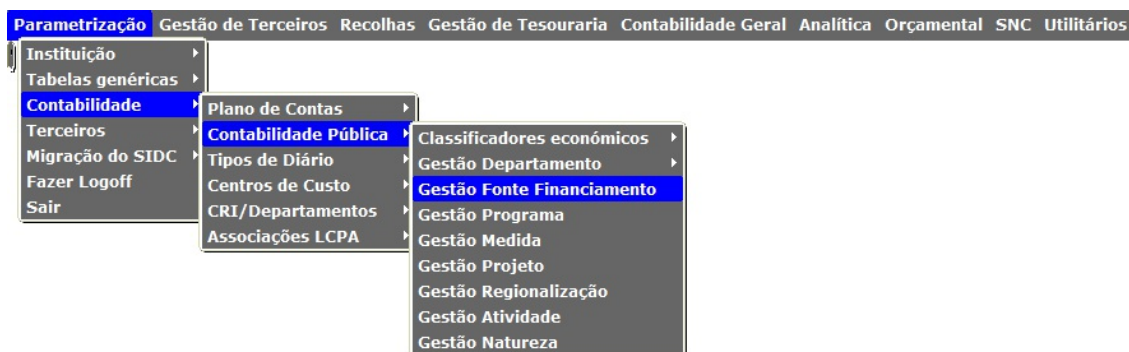 Parametrização Gestão de Terceiros Recolhas Gestão de Tesouraria Contabilidade Geral Analítica Orçamental SNC Utilitários
Instituição
Tabelas genéricas
Contabilidade
Terceiros
Migração do SIDC
Fazer Logoff
Sair
Plano de Contas
Contabilidade Pública
Tipos de Diário
Centros de Custo
CRI/Departamentos
Associações LCPA
Classificadores económicos
Gestão Departamento
Gestão Fonte Financiamento
Gestão Programa
Gestão Medida
Gestão Projeto
Gestão Regionalização
Gestão Atividade
Gestão Natureza